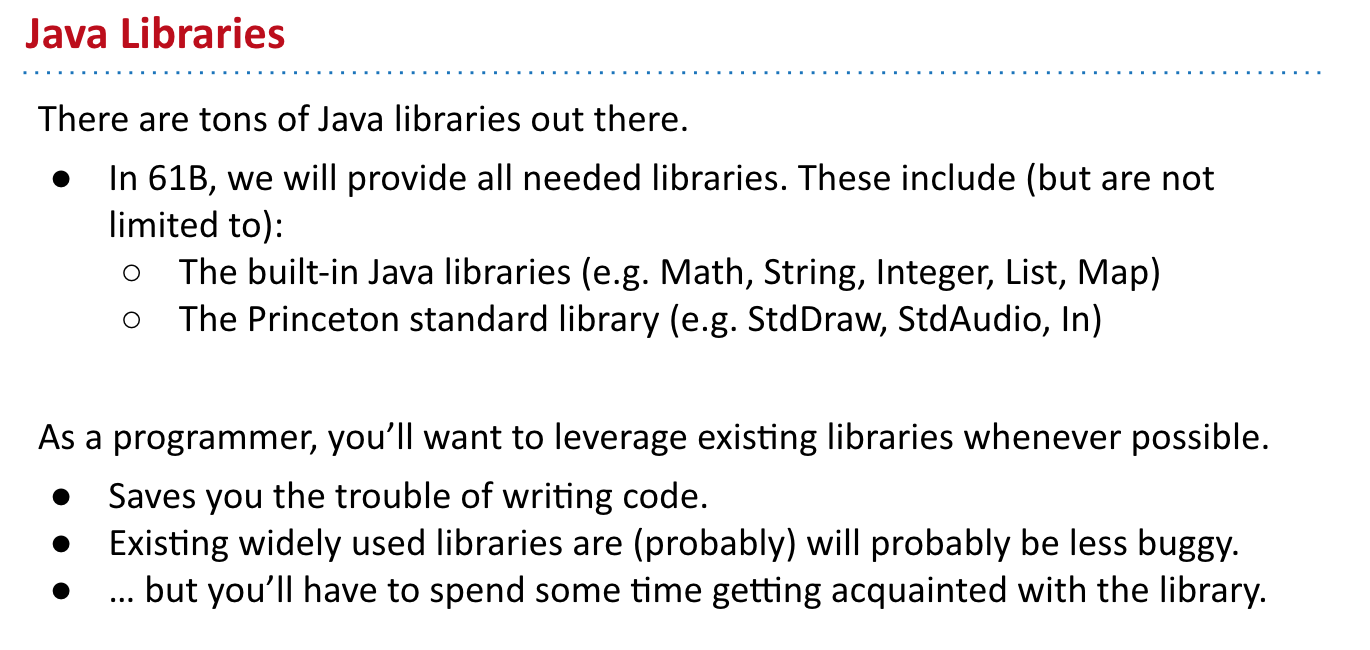 Java Libraries
There are tons of Java libraries out there.
● In 61B, we will provide all needed libraries. These include (but are not
limited to):
○ The built-in Java libraries (e.g. Math, String, Integer, List, Map)
○ The Princeton standard library (e.g. StdDraw, StdAudio, In)
As a programmer, you’ll want to leverage existing libraries whenever possible.
● Saves you the trouble of writing code.
● Existing widely used libraries are (probably) will probably be less buggy.
● … but you’ll have to spend some time getting acquainted with the library.